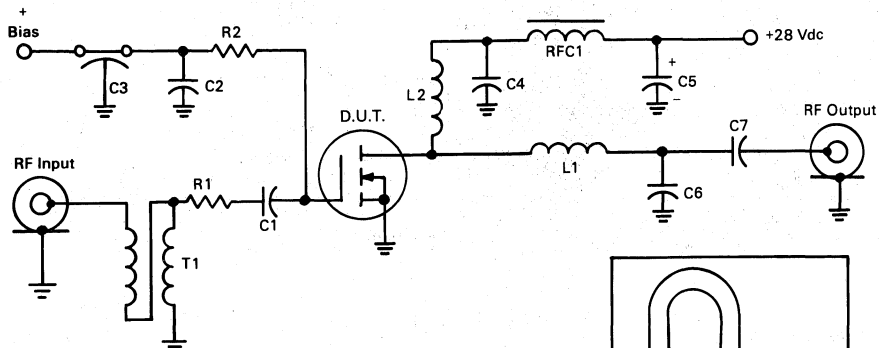 +
Bias
R2
C3
C2
RF Input
R1
C1
T1
D.U.T.
L2
C4
RFC1
+
C5
−
+28 Vdc
L1
C6
C7
RF Output